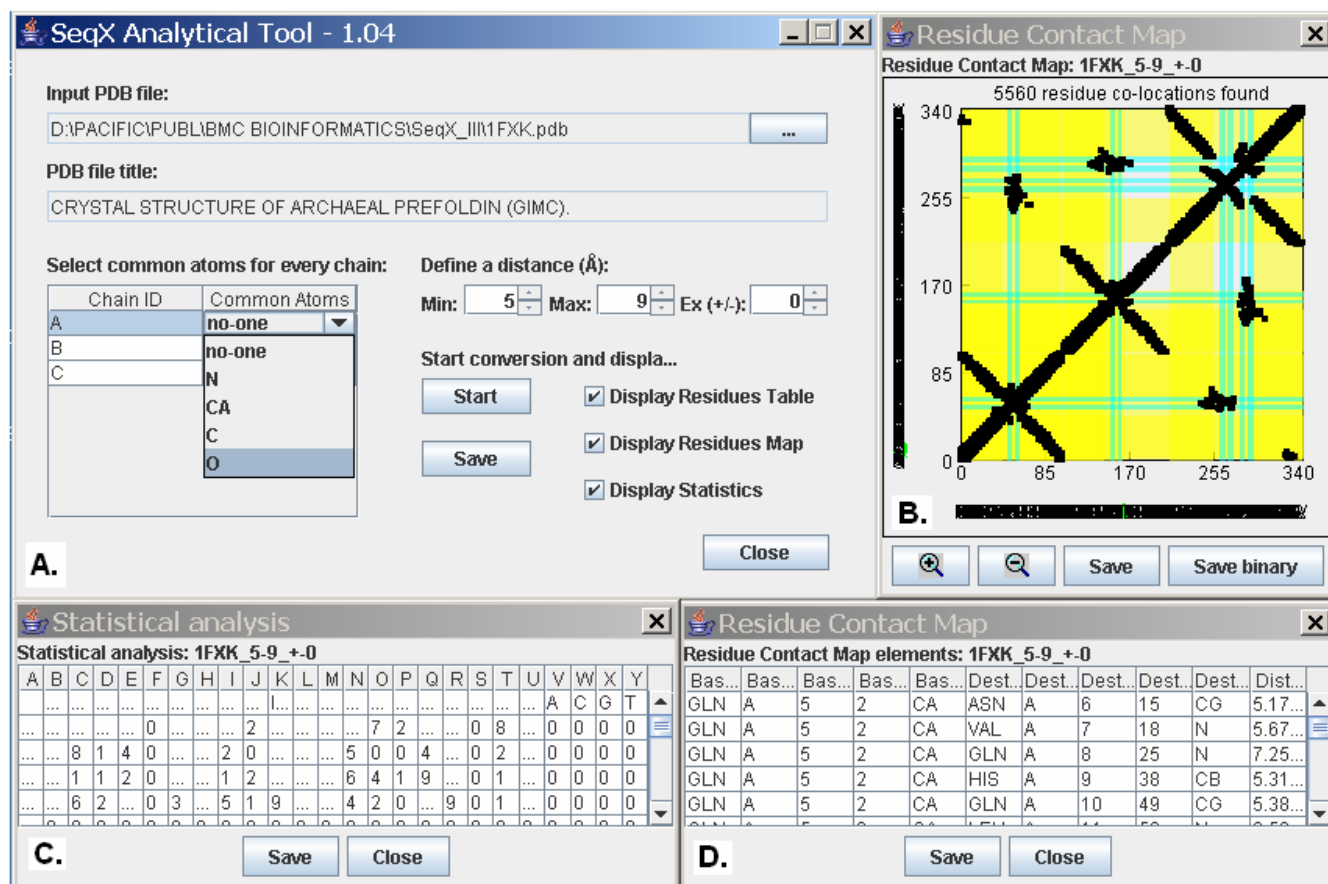 SeqX Analytical Tool - 1.04
Input PDB file:
D:\PACIFIC\PUBL\BMC BIOINFORMATICS\SeqX_III\1FXK.pdb ...
PDB file title:
CRYSTAL STRUCTURE OF ARCHAEAL PREFOLDIN (GIMC).
Select common atoms for every chain:
Chain ID Common Atoms
A no-one
B no-one
C N
CA
C
O
Define a distance (Å):
Min: 5 Max: 9 Ex (+/-): 0
Start conversion and displa...
Start Display Residues Table
Save Display Residues Map
Display Statistics
Close
A.
Residue Contact Map
Residue Contact Map: 1FXK_5-9_+-0
5560 residue co-locations found
340
255
170
85
0
0 85 170 255 340
B.
Save Save binary
Statistical analysis
Statistical analysis: 1FXK_5-9_+-0
A B C D E F G H I J K L M N O P Q R S T U V W X Y
... ... ... ... ... ... ... ... ... I... ... ... ... ... ... ... ... ... ... ... A C G T
... ... ... ... ... 0 ... ... ... 2 ... ... ... ... 7 2 ... ... 0 8 ... 0 0 0 0
... ... 8 1 4 0 ... ... 2 0 ... ... ... 5 0 0 4 ... 0 2 ... 0 0 0 0
... ... 1 1 2 0 ... ... 1 2 ... ... ... 6 4 1 9 ... 0 1 ... 0 0 0 0
... ... 6 2 ... 0 3 ... 5 1 9 ... ... 4 2 0 ... 9 0 1 ... 0 0 0 0
C.
Save Close
Residue Contact Map
Residue Contact Map elements: 1FXK_5-9_+-0
Bas... Bas... Bas... Bas... Bas... Dest... Dest... Dest... Dest... Dest... Dist...
GLN A 5 2 CA ASN A 6 15 CG 5.17...
GLN A 5 2 CA VAL A 7 18 N 5.67...
GLN A 5 2 CA GLN A 8 25 N 7.25...
GLN A 5 2 CA HIS A 9 38 CB 5.31...
GLN A 5 2 CA GLN A 10 49 CG 5.38...
D.
Save Close